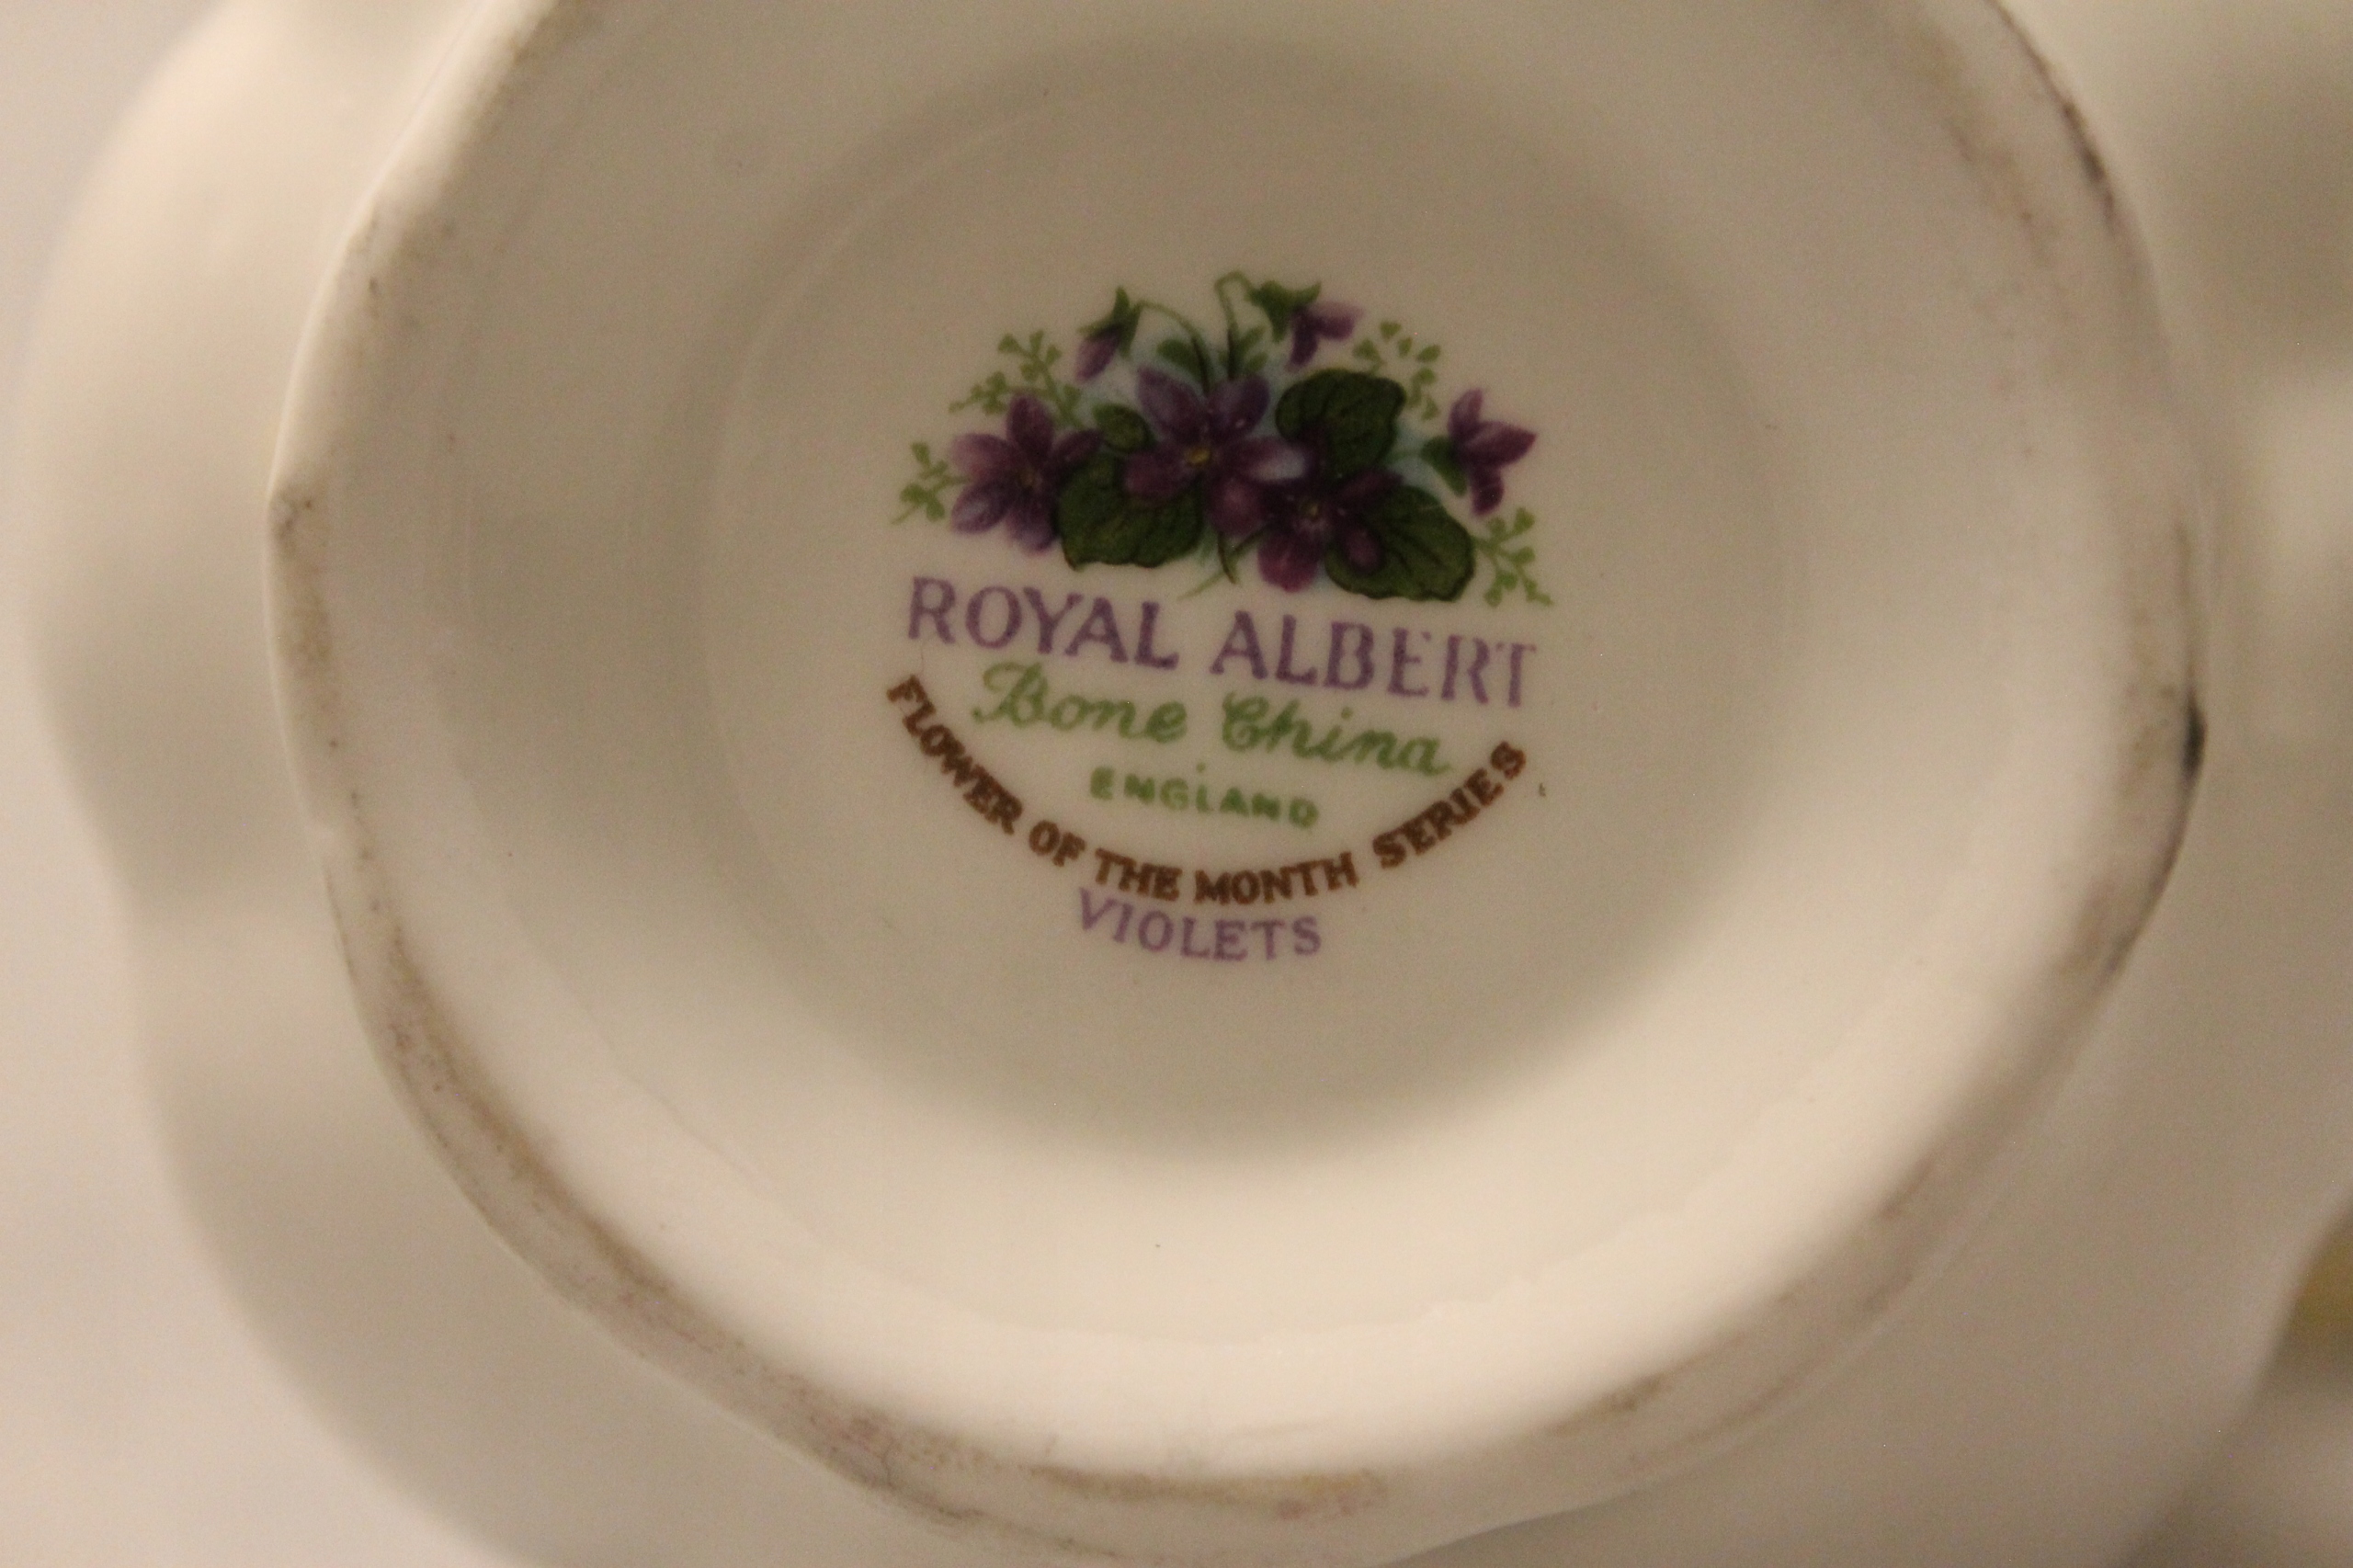 ROYAL ALBERT
Bone China
ENGLAND
FLOWER OF THE MONTH SERIES
VIOLETS